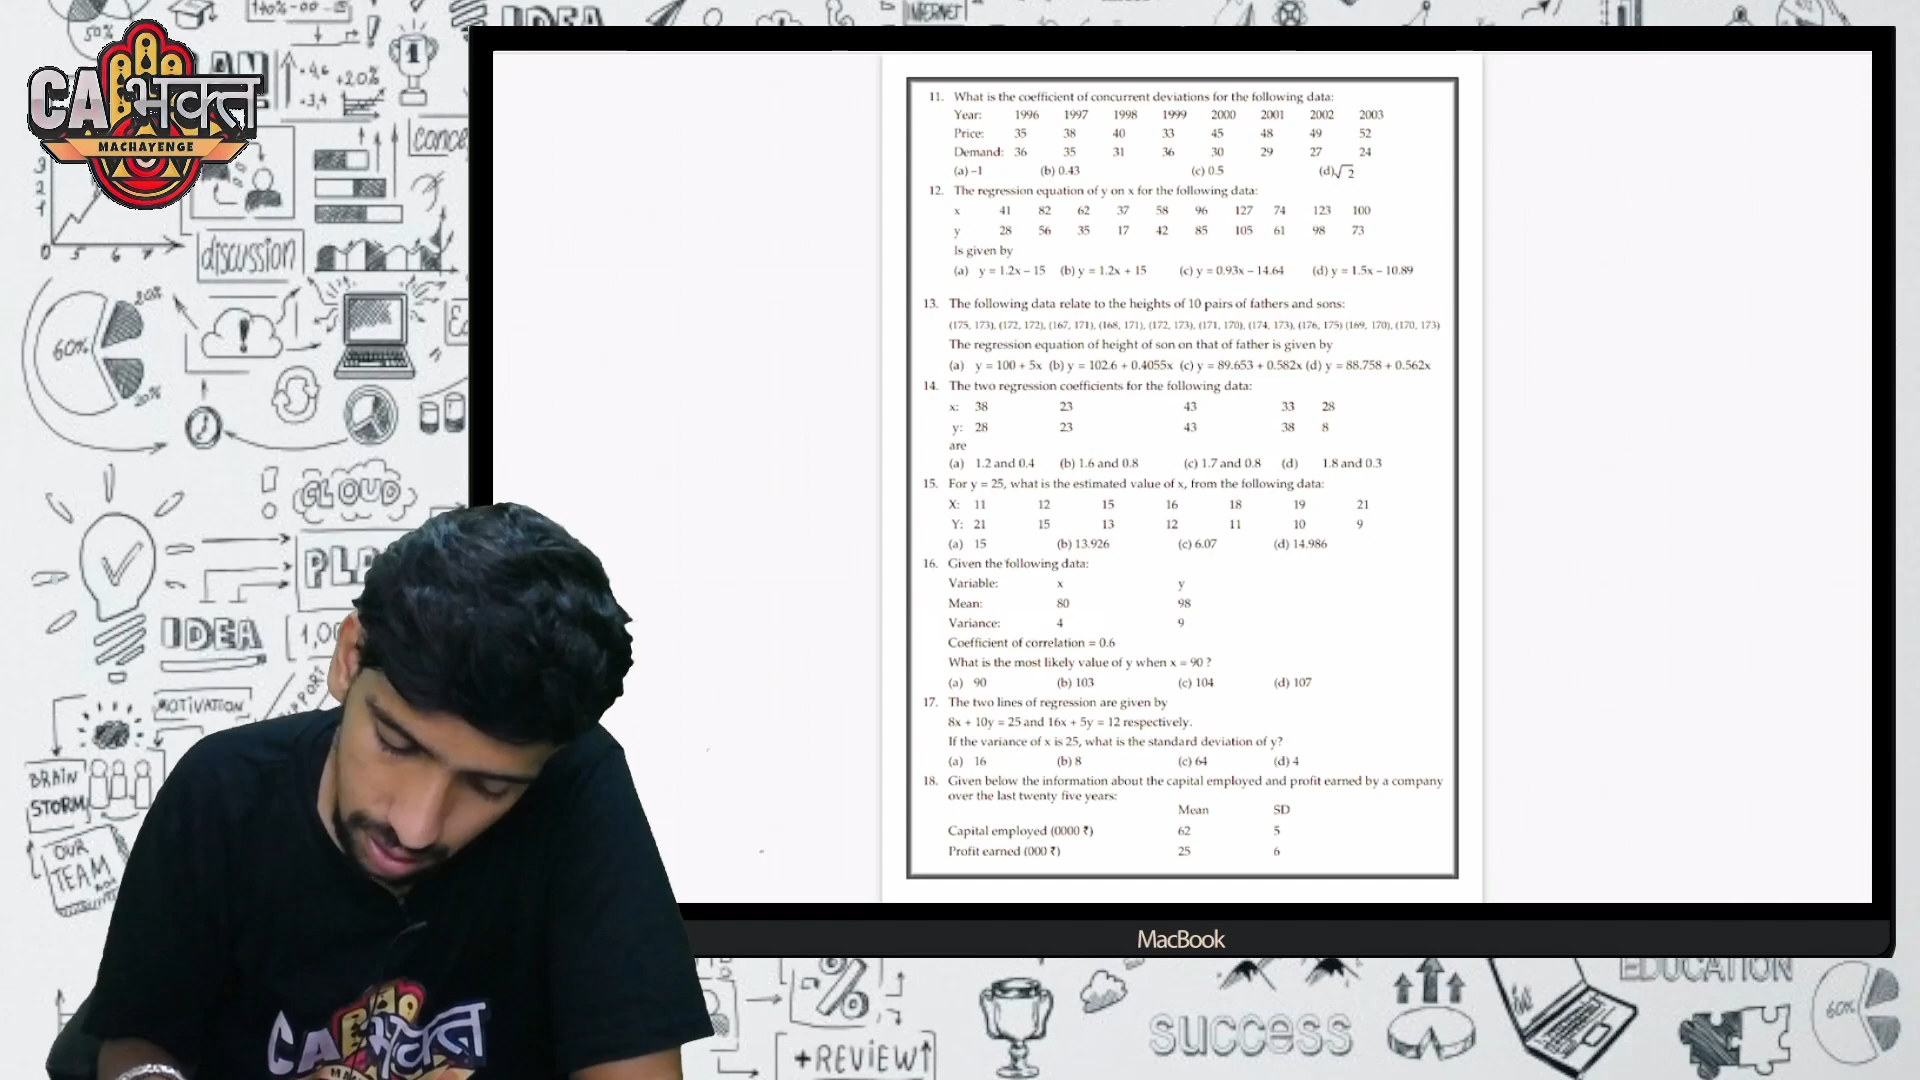 CA भक्त
MACHAYENGE
11. What is the coefficient of concurrent deviations for the following data:
Year: 1996 1997 1998 1999 2000 2001 2002 2003
Price: 35 38 40 33 45 48 49 52
Demand: 36 35 31 36 30 29 27 24
(a) –1 (b) 0.43 (c) 0.5 (d) √2
12. The regression equation of y on x for the following data:
x 41 82 62 37 58 96 127 74 123 100
y 28 56 35 17 42 85 105 61 98 73
Is given by
(a) y = 1.2x – 15 (b) y = 1.2x + 15 (c) y = 0.93x – 14.64 (d) y = 1.5x – 10.89
13. The following data relate to the heights of 10 pairs of fathers and sons:
(175, 173), (172, 172), (167, 171), (168, 171), (172, 173), (171, 170), (174, 173), (176, 175) (169, 170), (170, 173)
The regression equation of height of son on that of father is given by
(a) y = 100 + 5x (b) y = 102.6 + 0.4055x (c) y = 89.653 + 0.582x (d) y = 88.758 + 0.562x
14. The two regression coefficients for the following data:
x: 38 23 43 33 28
y: 28 23 43 38 8
are
(a) 1.2 and 0.4 (b) 1.6 and 0.8 (c) 1.7 and 0.8 (d) 1.8 and 0.3
15. For y = 25, what is the estimated value of x, from the following data:
X: 11 12 15 16 18 19 21
Y: 21 15 13 12 11 10 9
(a) 15 (b) 13.926 (c) 6.07 (d) 14.986
16. Given the following data:
Variable: x y
Mean: 80 98
Variance: 4 9
Coefficient of correlation = 0.6
What is the most likely value of y when x = 90 ?
(a) 90 (b) 103 (c) 104 (d) 107
17. The two lines of regression are given by
8x + 10y = 25 and 16x + 5y = 12 respectively.
If the variance of x is 25, what is the standard deviation of y?
(a) 16 (b) 8 (c) 64 (d) 4
18. Given below the information about the capital employed and profit earned by a company
over the last twenty five years:
Mean SD
Capital employed (0000 ₹) 62 5
Profit earned (000 ₹) 25 6
MacBook
50%
IDEA
INTERNET
+20%
discussion
60%
20%
20%
CLOUD
IDEA
MOTIVATION
BRAIN
STORM
OUR
TEAM
CA भक्त
%
+REVIEW
SUCCESS
EDUCATION
60%